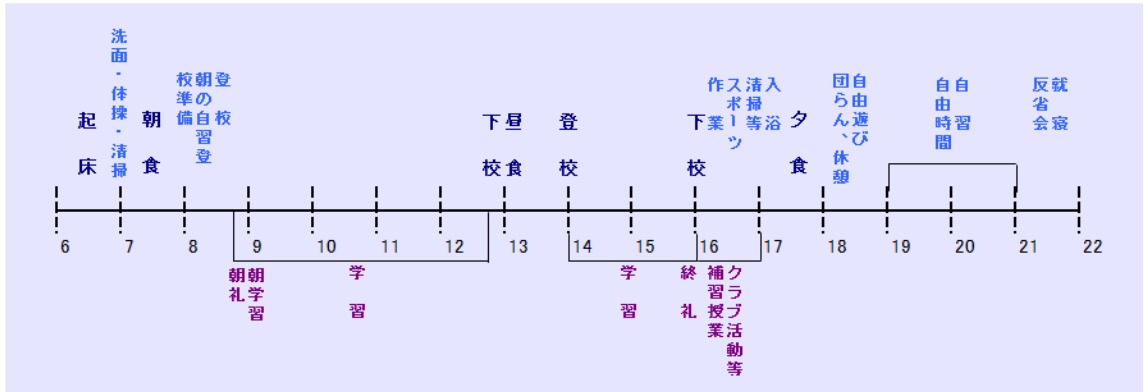 起床
洗面・体操・清掃
朝食
登校
朝の自習登
校準備
下校
昼食
登校
下校
入浴
清掃等
スポーツ
作業
夕食
自由遊び
団らん、休憩
自習
自由時間
就寝
反省会
6 7 8 9 10 11 12 13 14 15 16 17 18 19 20 21 22
朝礼
朝学習
学習
学習
終礼
補習授業
クラブ活動等